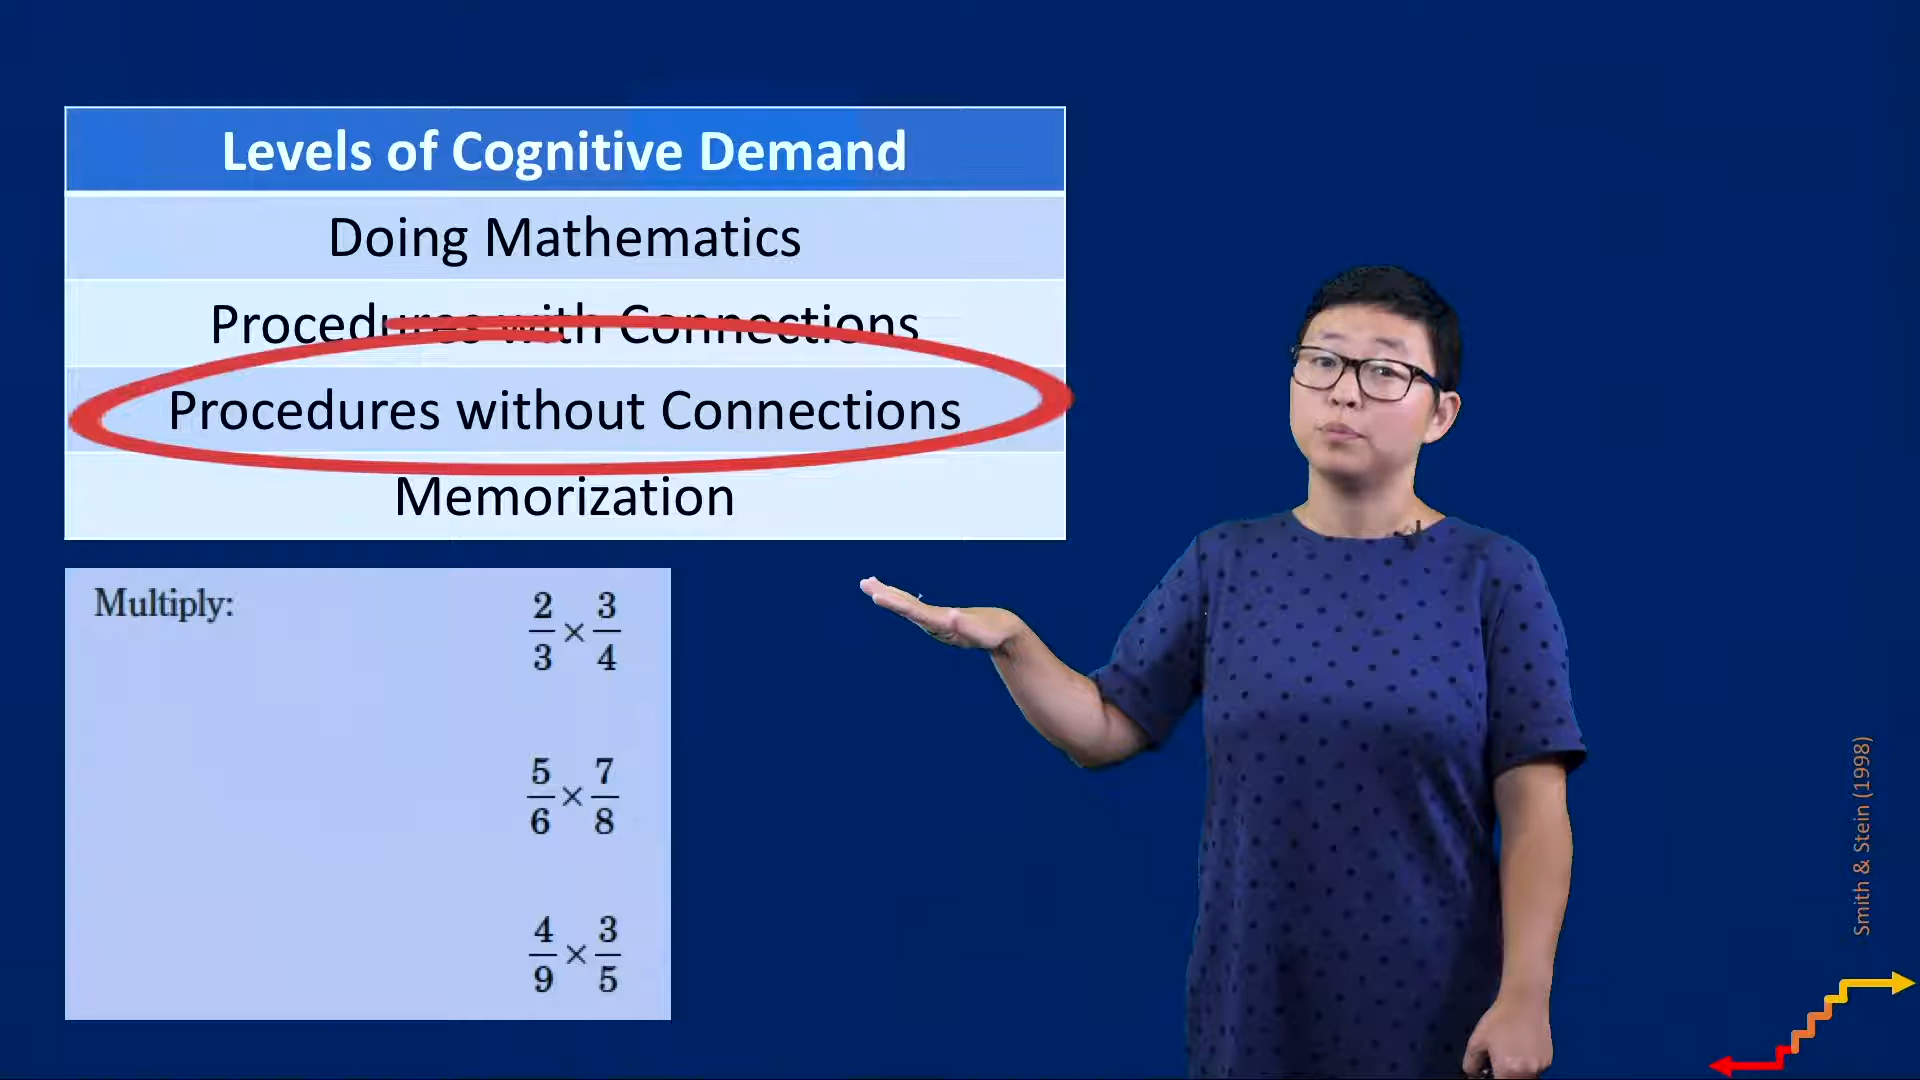 Levels of Cognitive Demand
Doing Mathematics
Procedures with Connections
Procedures without Connections
Memorization
Multiply:
2/3 × 3/4
5/6 × 7/8
4/9 × 3/5
Smith & Stein (1998)